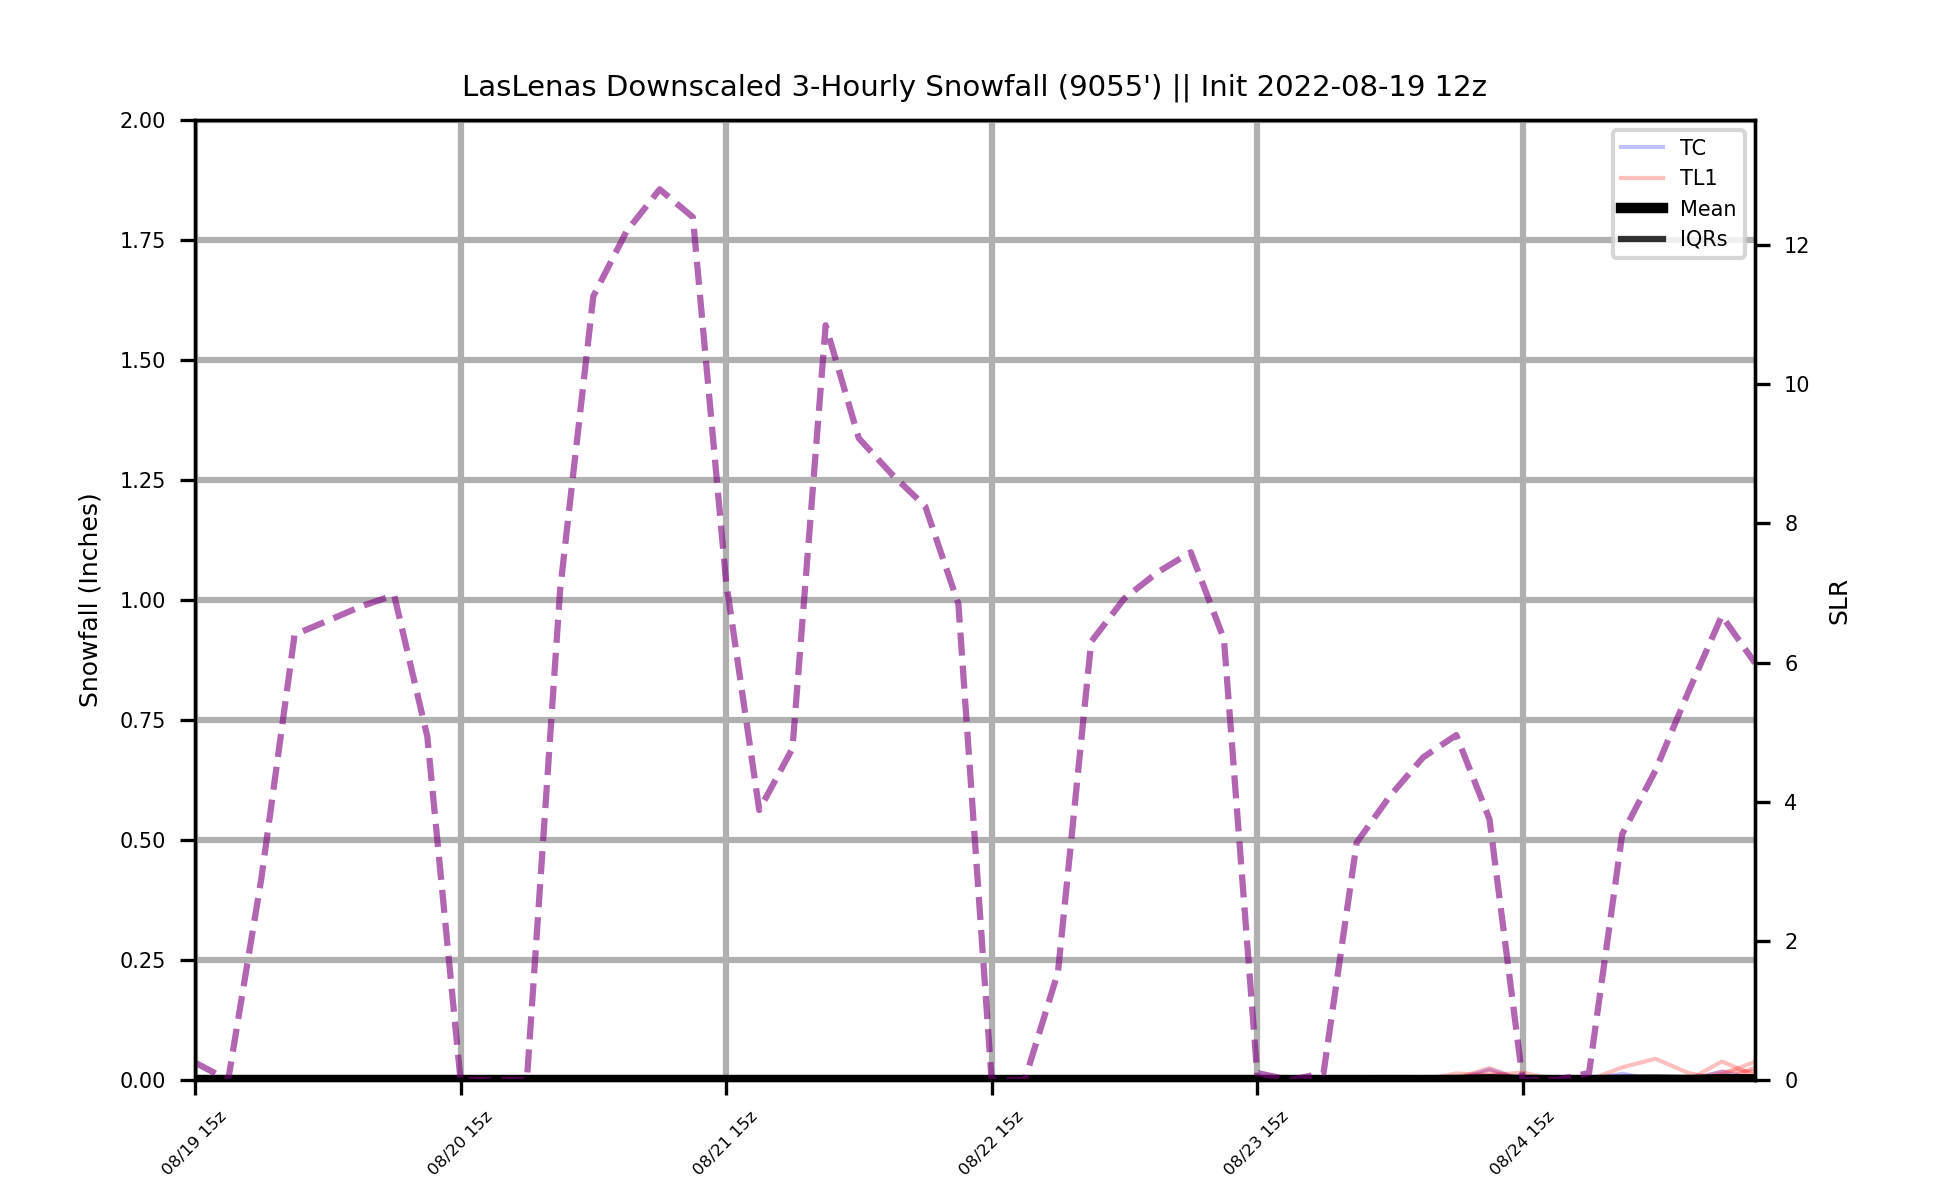 LasLenas Downscaled 3-Hourly Snowfall (9055') || Init 2022-08-19 12z
TC
TL1
Mean
IQRs
Snowfall (Inches)
2.00
1.75
1.50
1.25
1.00
0.75
0.50
0.25
0.00
12
10
8
6
4
2
0
SLR
08/19 15z
08/20 15z
08/21 15z
08/22 15z
08/23 15z
08/24 15z